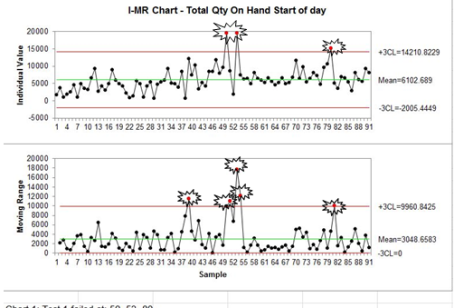 I-MR Chart - Total Qty On Hand Start of day
Individual Value
20000
15000
10000
5000
0
-5000
+3CL=14210.8229
Mean=6102.689
-3CL=-2005.4449
1 4 7 10 13 16 19 22 25 28 31 34 37 40 43 46 49 52 55 58 61 64 67 70 73 76 79 82 85 88 91
Moving Range
20000
18000
16000
14000
12000
10000
8000
6000
4000
2000
0
+3CL=9960.8425
Mean=3048.6583
-3CL=0
1 4 7 10 13 16 19 22 25 28 31 34 37 40 43 46 49 52 55 58 61 64 67 70 73 76 79 82 85 88 91
Sample